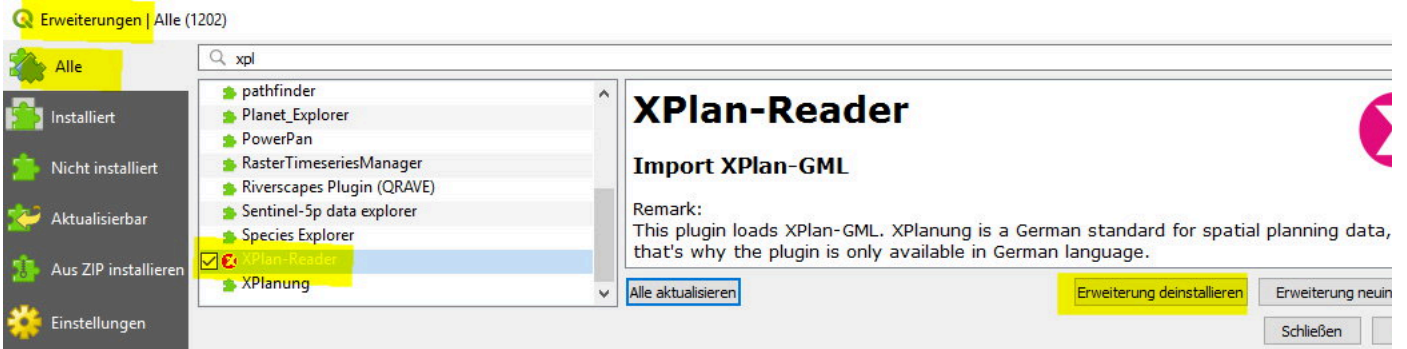 Erweiterungen | Alle (1202)
Alle
Installiert
Nicht installiert
Aktualisierbar
Aus ZIP installieren
Einstellungen
xpl
pathfinder
Planet_Explorer
PowerPan
RasterTimeseriesManager
Riverscapes Plugin (QRAVE)
Sentinel-5p data explorer
Species Explorer
XPlan-Reader
XPlanung
XPlan-Reader
Import XPlan-GML
Remark:
This plugin loads XPlan-GML. XPlanung is a German standard for spatial planning data,
that's why the plugin is only available in German language.
Alle aktualisieren
Erweiterung deinstallieren
Erweiterung neuin
Schließen